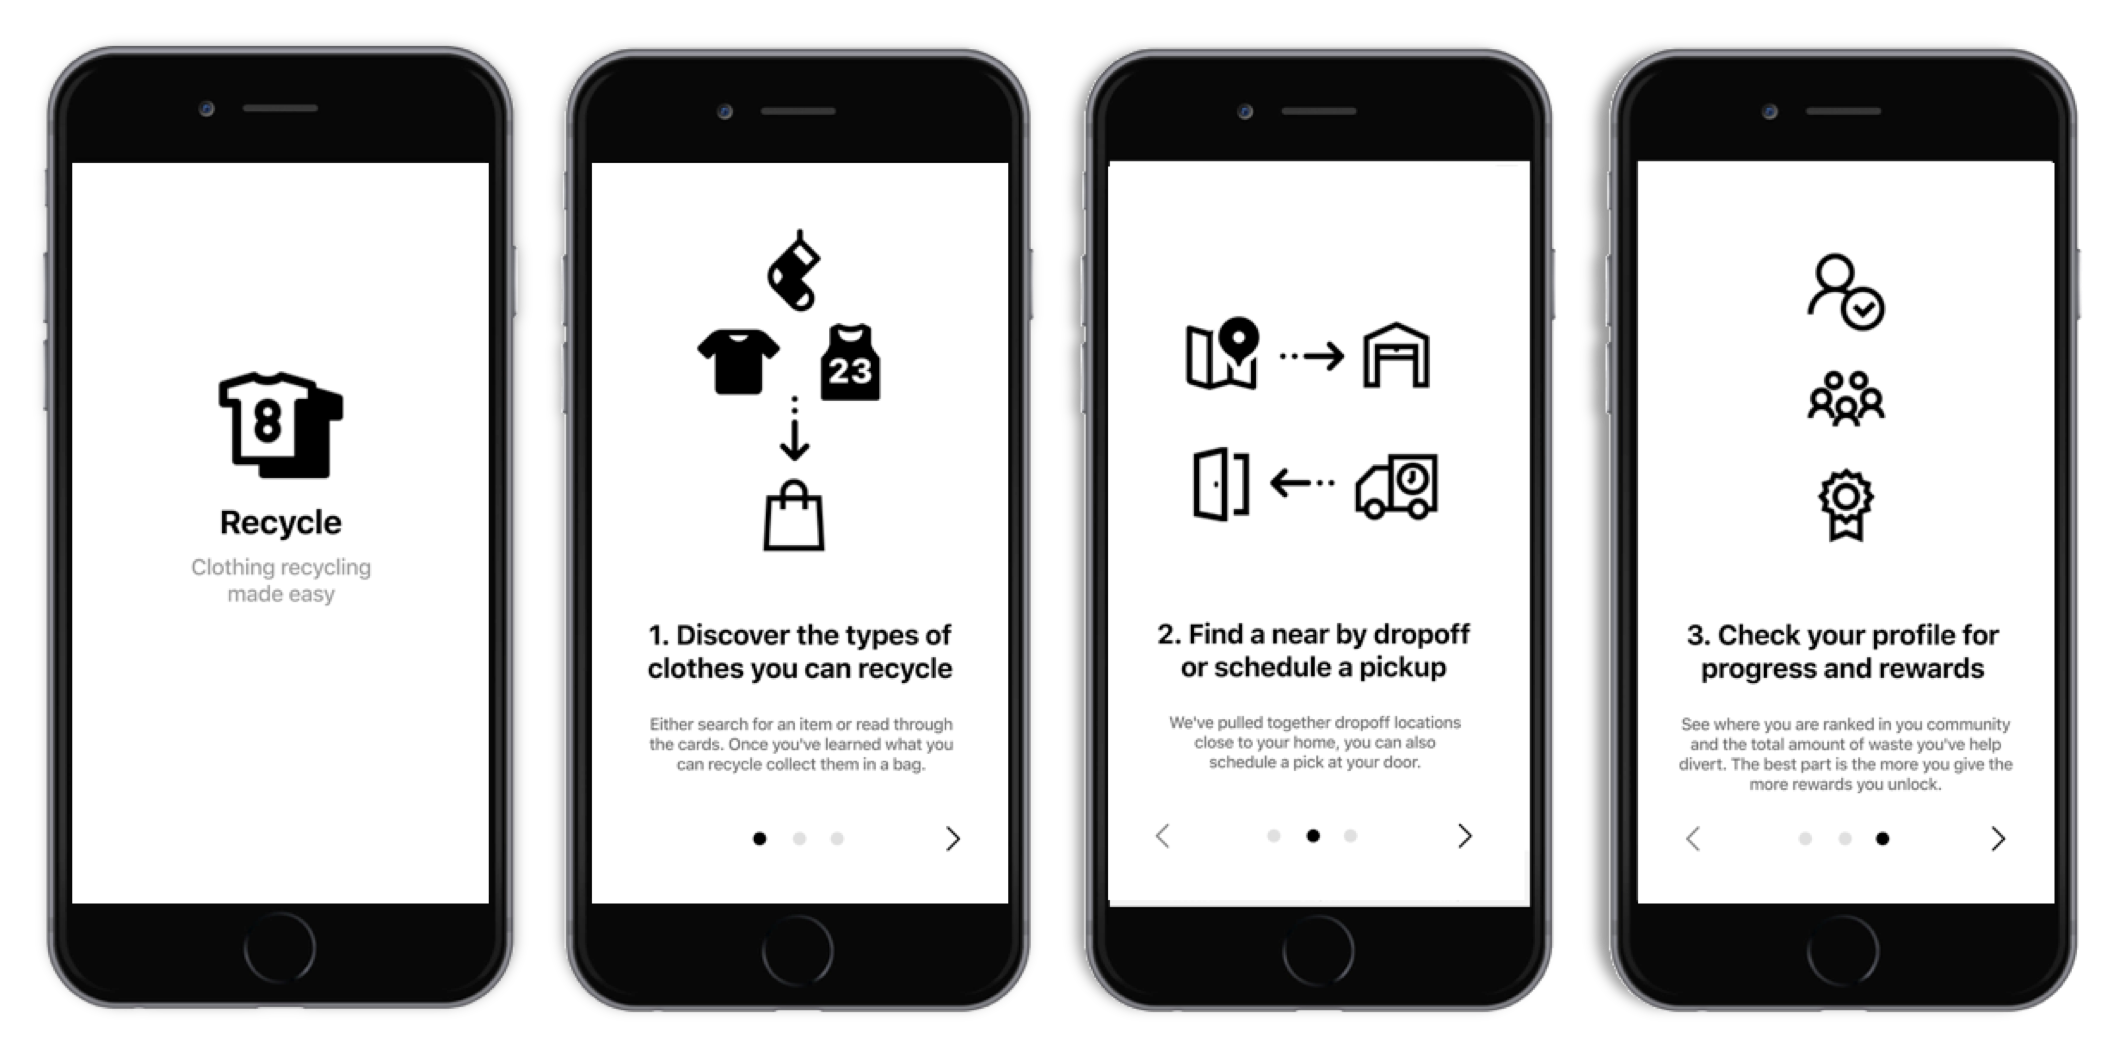 8
Recycle
Clothing recycling
made easy
23
1. Discover the types of
clothes you can recycle
Either search for an item or read through
the cards. Once you've learned what you
can recycle collect them in a bag.
2. Find a near by dropoff
or schedule a pickup
We've pulled together dropoff locations
close to your home, you can also
schedule a pick at your door.
3. Check your profile for
progress and rewards
See where you are ranked in you community
and the total amount of waste you've help
divert. The best part is the more you give the
more rewards you unlock.